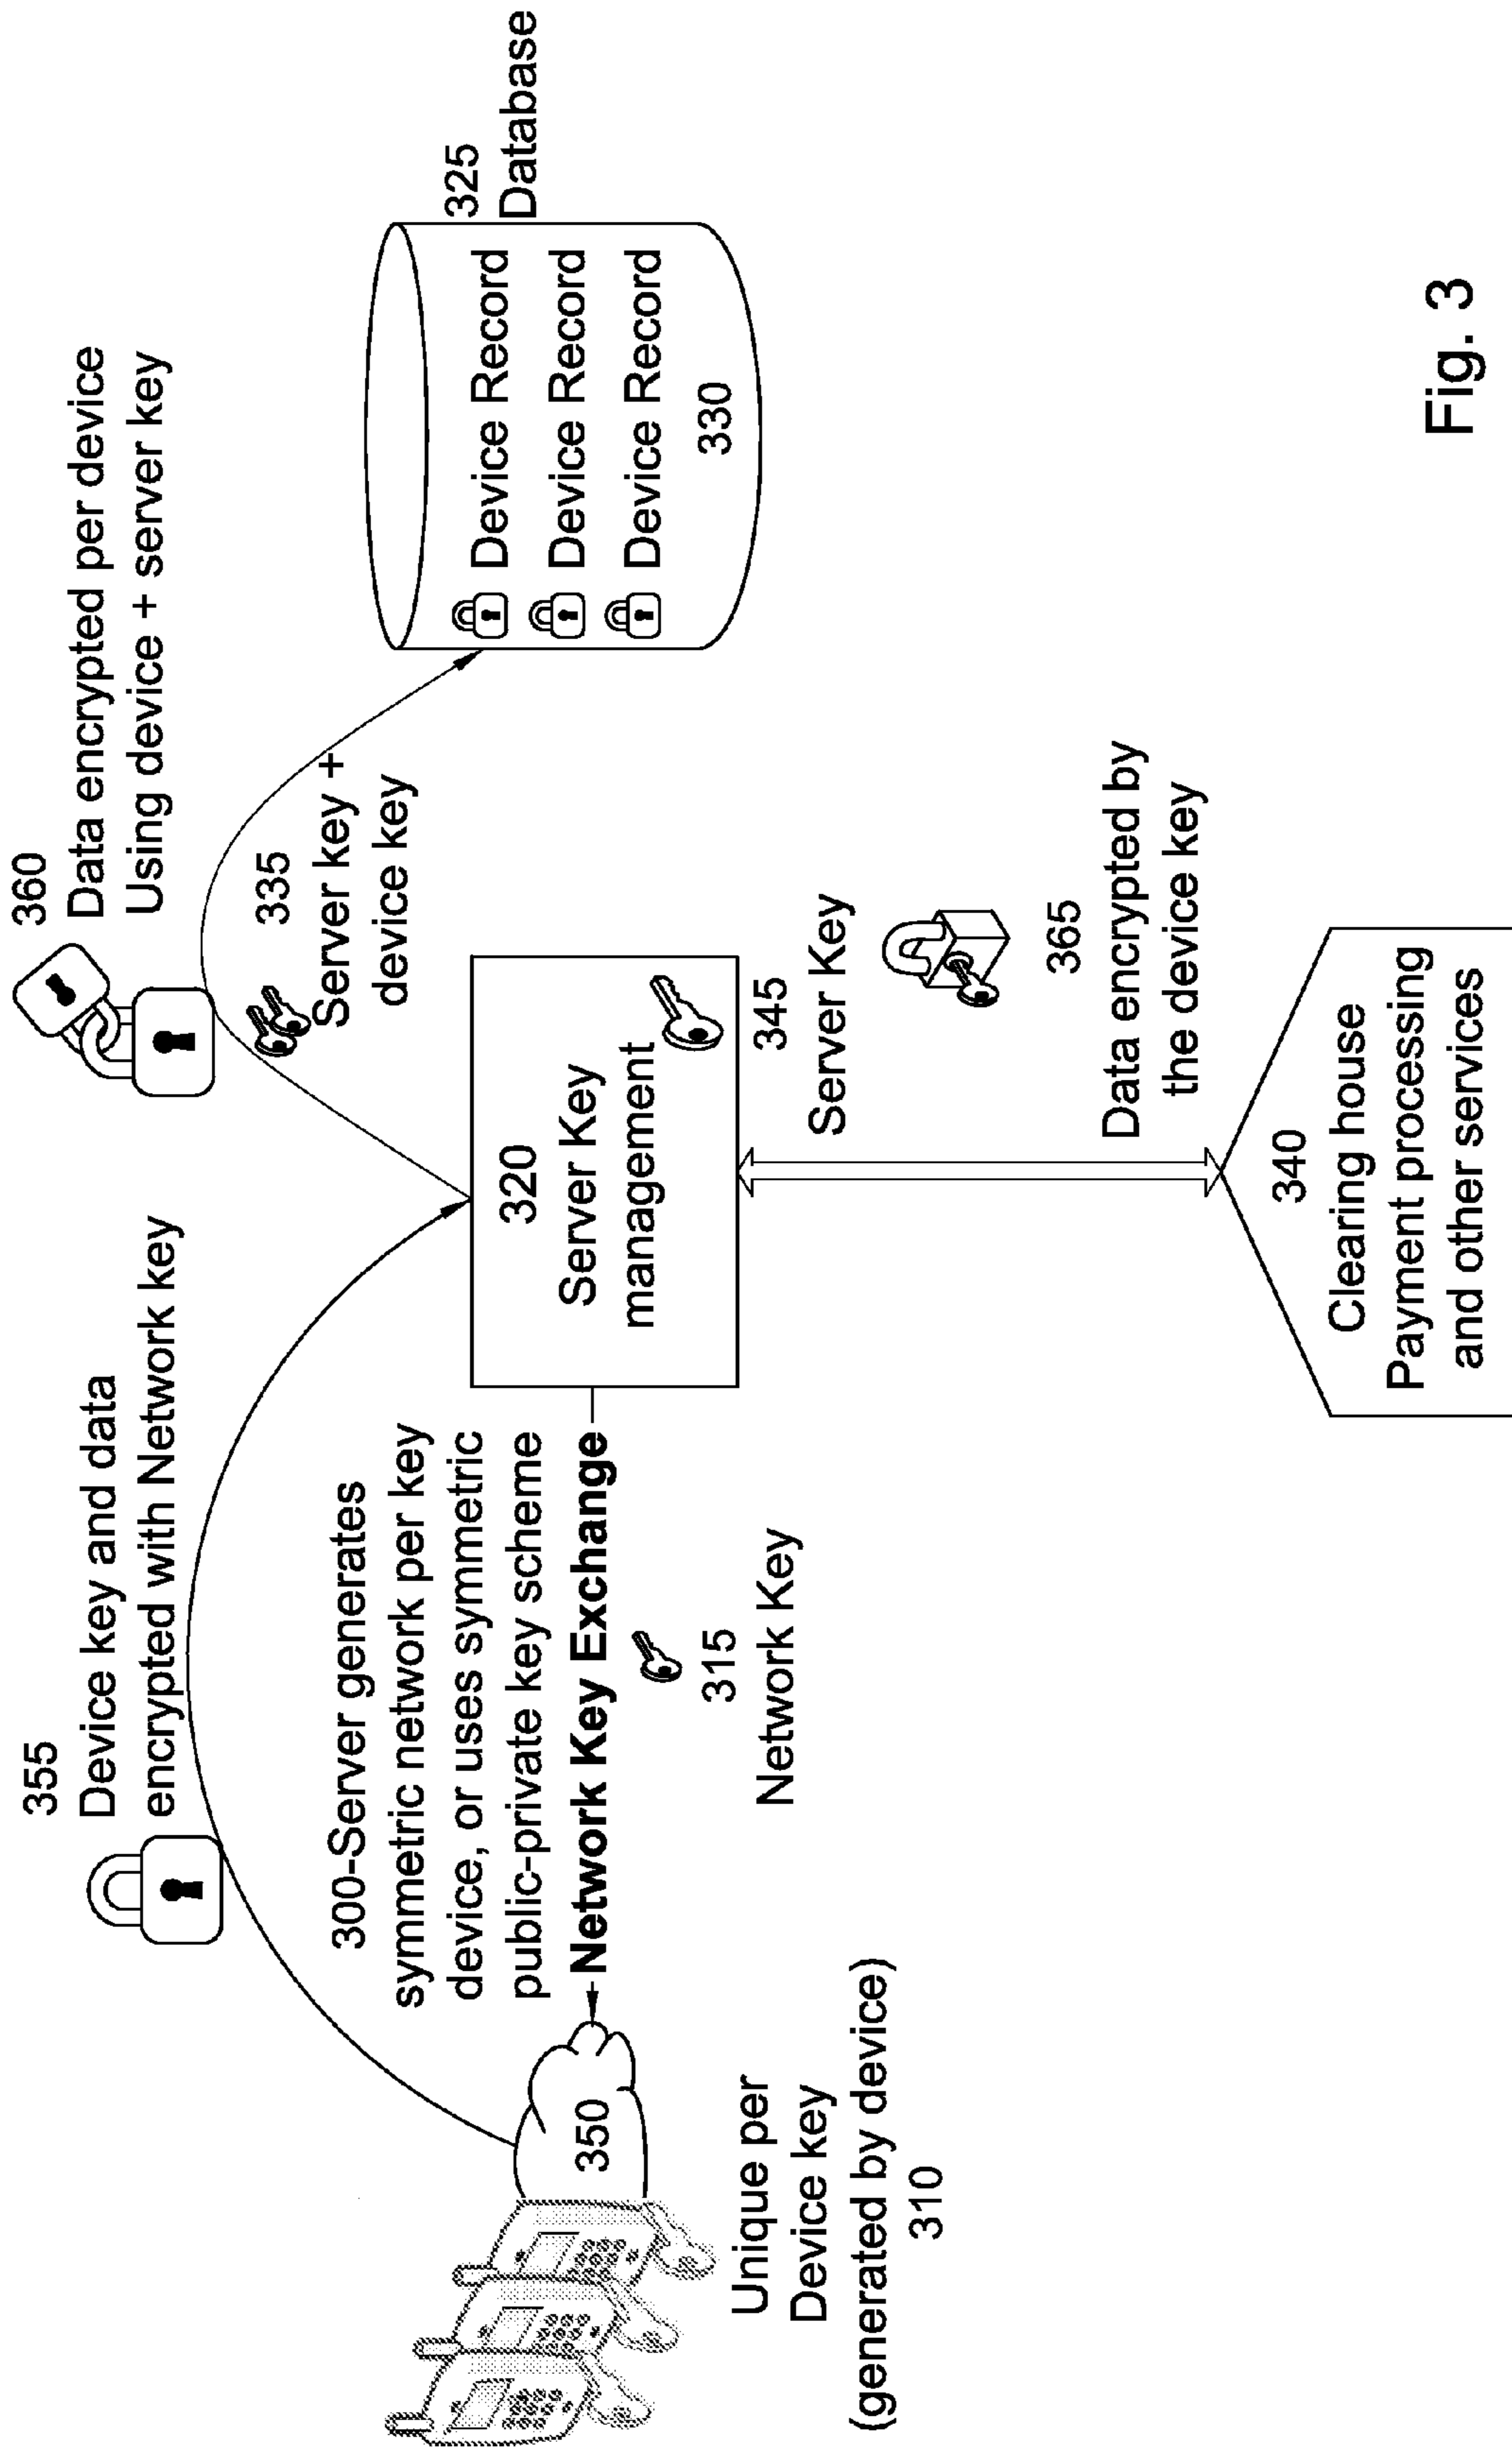 355
Device key and data
encrypted with Network key
360
Data encrypted per device
Using device + server key
300-Server generates
symmetric network per key
device, or uses symmetric
public-private key scheme
Network Key Exchange
315
Network Key
350
Unique per
Device key
(generated by device)
310
320
Server Key
management
335
Server key +
device key
325
Database
Device Record
Device Record
Device Record
330
345
Server Key
365
Data encrypted by
the device key
340
Clearing house
Payment processing
and other services
Fig. 3